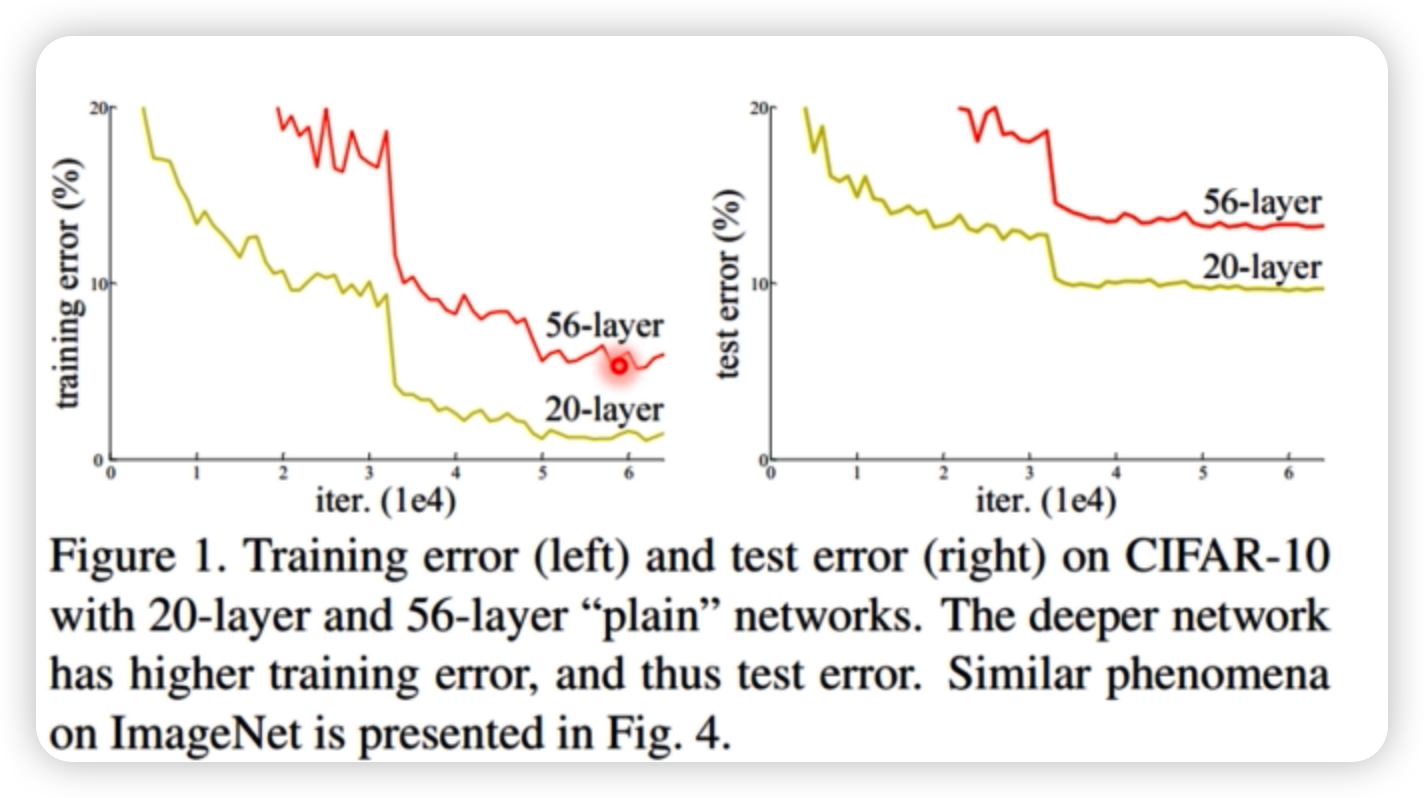 20
10
0
training error (%)
56-layer
20-layer
0 1 2 3 4 5 6
iter. (1e4)
20
10
0
test error (%)
56-layer
20-layer
0 1 2 3 4 5 6
iter. (1e4)
Figure 1. Training error (left) and test error (right) on CIFAR-10
with 20-layer and 56-layer “plain” networks. The deeper network
has higher training error, and thus test error. Similar phenomena
on ImageNet is presented in Fig. 4.